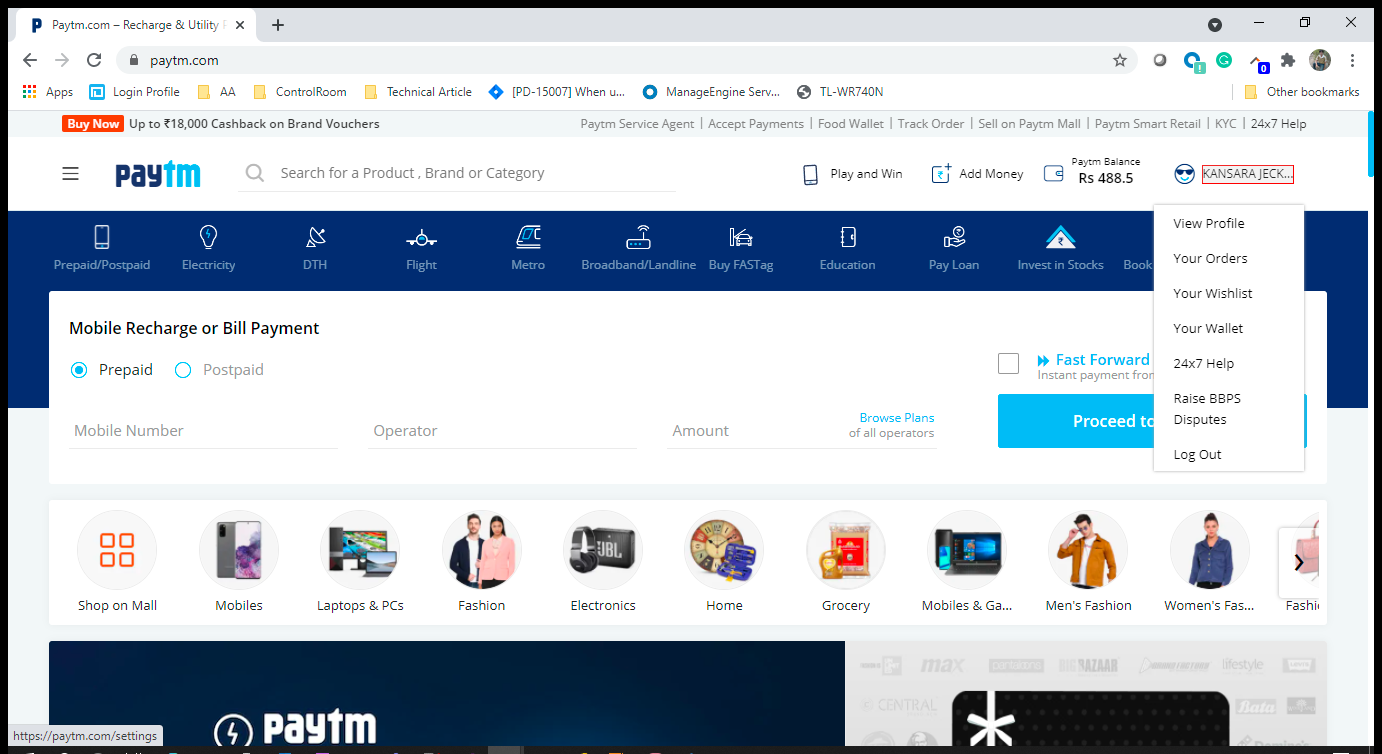 Paytm.com – Recharge & Utility
paytm.com
Apps
Login Profile
AA
ControlRoom
Technical Article
[PD-15007] When u...
ManageEngine Serv...
TL-WR740N
Other bookmarks
Buy Now Up to ₹18,000 Cashback on Brand Vouchers
Paytm Service Agent | Accept Payments | Food Wallet | Track Order | Sell on Paytm Mall | Paytm Smart Retail | KYC | 24x7 Help
paytm
Search for a Product , Brand or Category
Play and Win
Add Money
Paytm Balance
Rs 488.5
KANSARA JECK...
View Profile
Your Orders
Your Wishlist
Your Wallet
24x7 Help
Raise BBPS
Disputes
Log Out
Prepaid/Postpaid
Electricity
DTH
Flight
Metro
Broadband/Landline
Buy FASTag
Education
Pay Loan
Invest in Stocks
Book
Mobile Recharge or Bill Payment
Prepaid
Postpaid
Fast Forward
Instant payment from
Mobile Number
Operator
Amount
Browse Plans
of all operators
Proceed to
Shop on Mall
Mobiles
Laptops & PCs
Fashion
JBL
Electronics
Home
Grocery
Mobiles & Ga...
Men's Fashion
Women's Fas...
Fashi
paytm
max
BIG BAZAAR
lifestyle
CENTRAL
Bata
https://paytm.com/settings